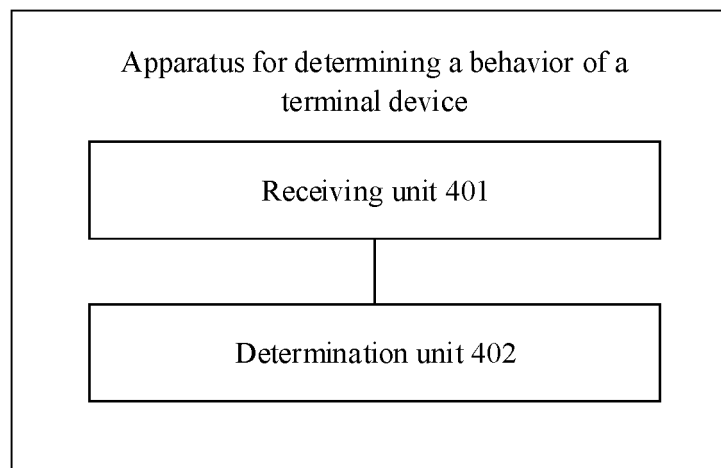 Apparatus for determining a behavior of a
terminal device
Receiving unit 401
Determination unit 402